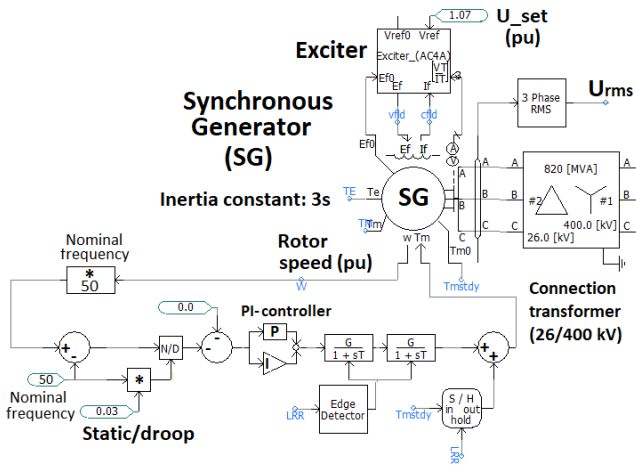 1.07
U_set
(pu)
Vref0 Vref
Exciter
Exciter_(AC4A)
Ef0
VT
IT
3
Ef If
vfld
cfld
3 Phase
RMS
Urms
Synchronous
Generator
(SG)
Ef0
Ef If
A
V
820 [MVA]
A A A A
#2 #1
B B B B
400.0 [kV]
C C C C
26.0 [kV]
Inertia constant: 3s
TE
Te
SG
Tm
Tm
w Tm
Tm0
Rotor
speed (pu)
W
Tmstdy
Nominal
frequency
*
50
Connection
transformer
(26/400 kV)
0.0
PI-controller
P
I
+
-
N/D
-
-
G
1 + sT
G
1 + sT
+
+
50
*
Nominal
frequency
0.03
Static/droop
LRR
Edge
Detector
Tmstdy
S / H
in out
hold
LRR